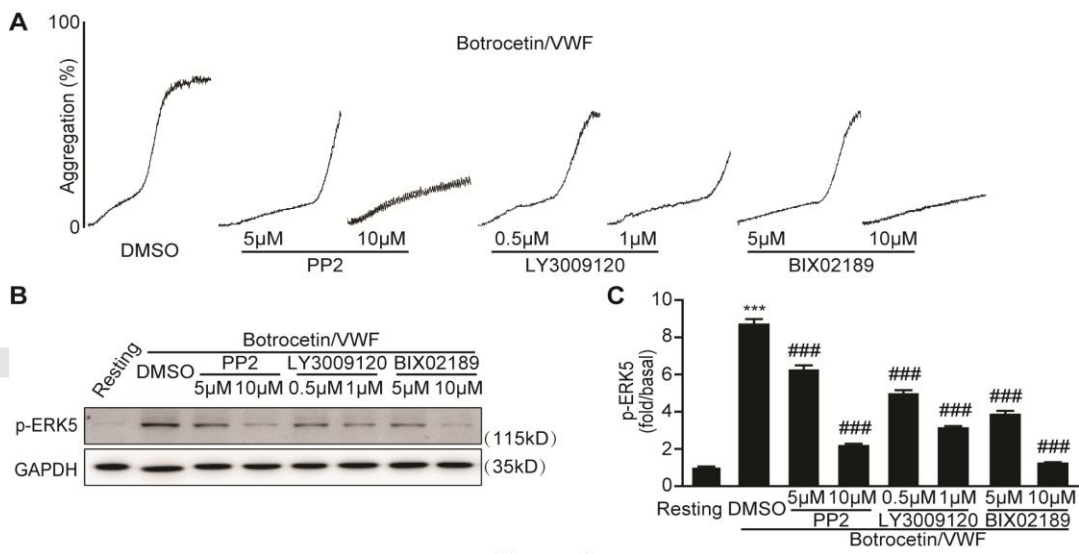 A
100
Botrocetin/VWF
Aggregation (%)
0
DMSO
5μM 10μM 0.5μM 1μM 5μM 10μM
PP2 LY3009120 BIX02189
B
Botrocetin/VWF
Resting DMSO PP2 LY3009120 BIX02189
5μM 10μM 0.5μM 1μM 5μM 10μM
p-ERK5 (115kD)
GAPDH (35kD)
C
10
8
6
4
2
0
p-ERK5
(fold/basal)
*** ### ### ### ### ### ###
5μM 10μM 0.5μM 1μM 5μM 10μM
Resting DMSO PP2 LY3009120 BIX02189
Botrocetin/VWF